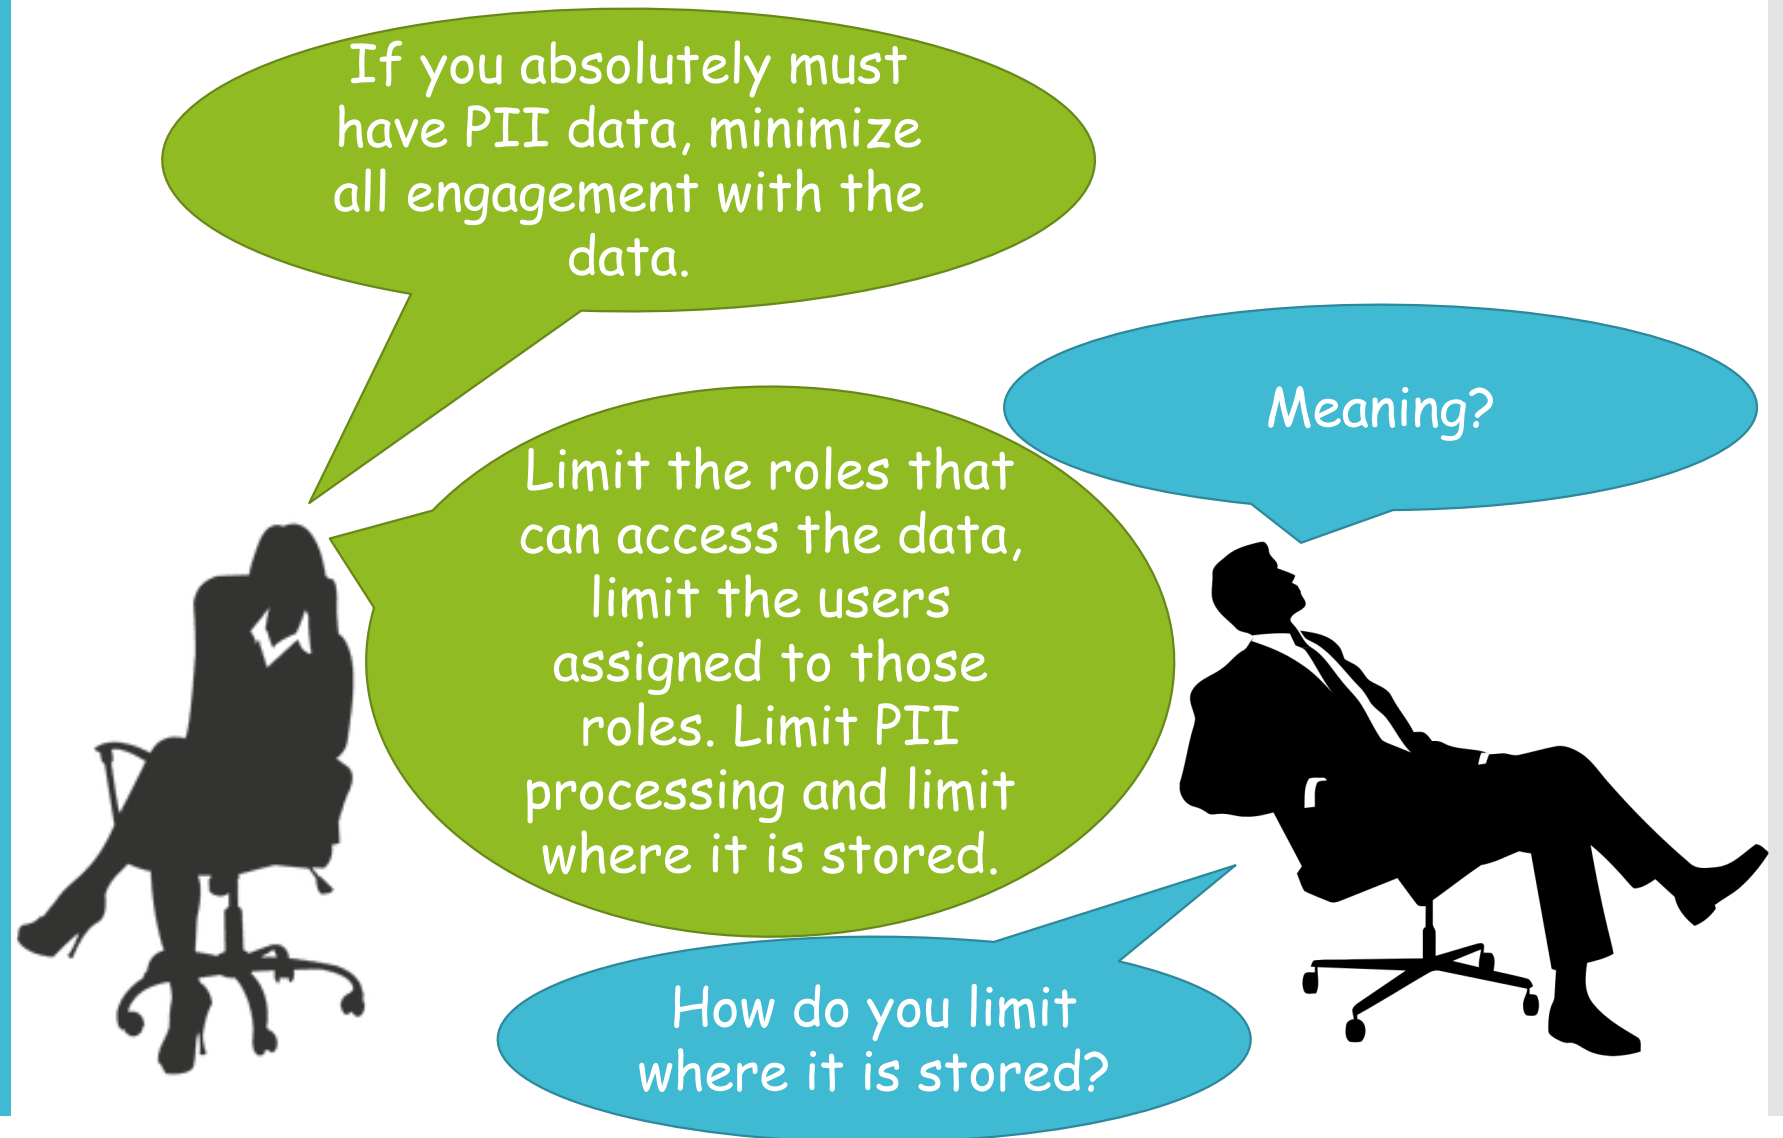 If you absolutely must
have PII data, minimize
all engagement with the
data.
Meaning?
Limit the roles that
can access the data,
limit the users
assigned to those
roles. Limit PII
processing and limit
where it is stored.
How do you limit
where it is stored?